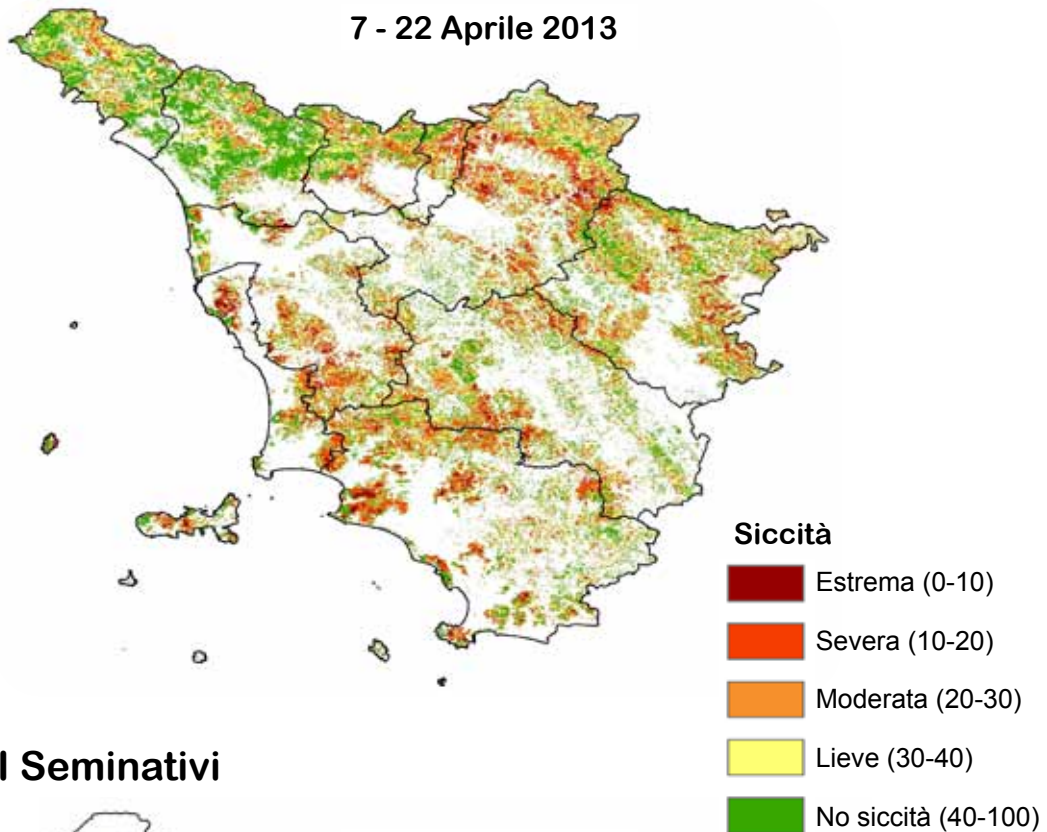 7 - 22 Aprile 2013
Siccità
Estrema (0-10)
Severa (10-20)
Moderata (20-30)
Lieve (30-40)
No siccità (40-100)
I Seminativi